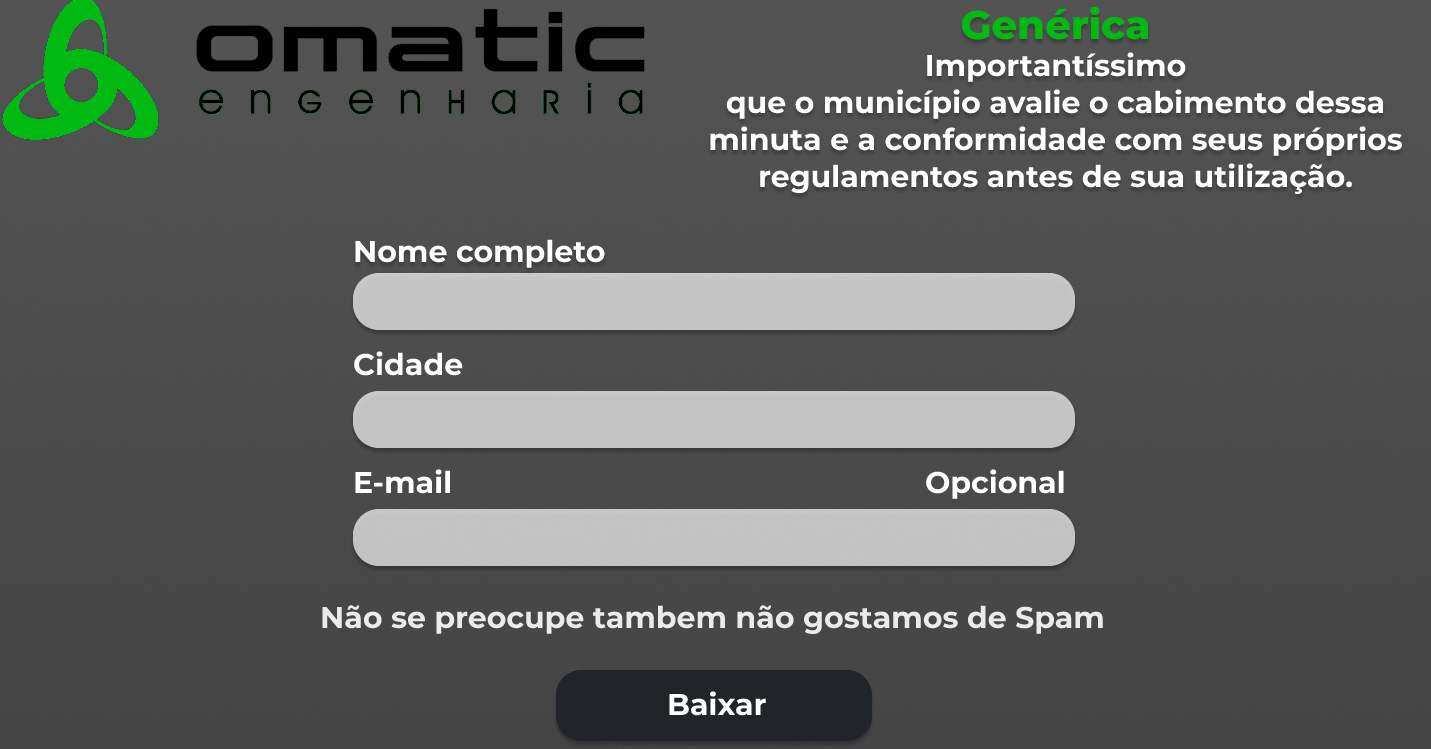 omatic
engenharia
Genérica
Importantíssimo
que o município avalie o cabimento dessa
minuta e a conformidade com seus próprios
regulamentos antes de sua utilização.
Nome completo
Cidade
E-mail Opcional
Não se preocupe tambem não gostamos de Spam
Baixar